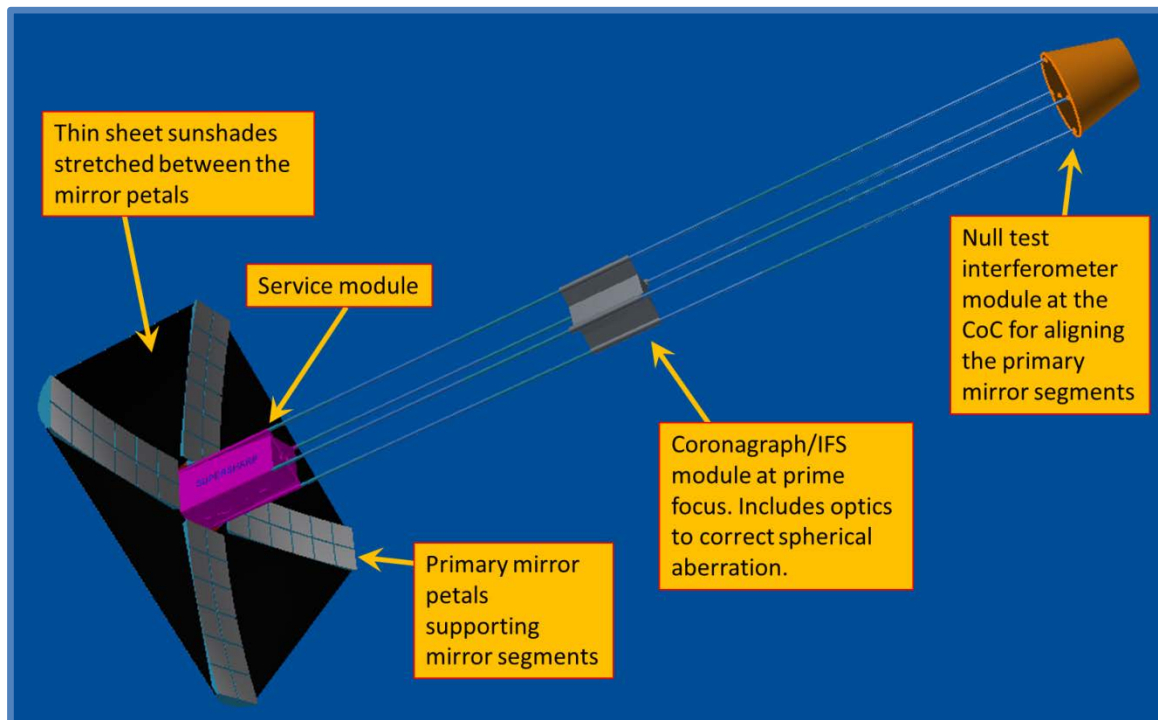 Thin sheet sunshades
stretched between the
mirror petals
Service module
SUPERSHARP
Primary mirror
petals
supporting
mirror segments
Coronagraph/IFS
module at prime
focus. Includes optics
to correct spherical
aberration.
Null test
interferometer
module at the
CoC for aligning
the primary
mirror segments